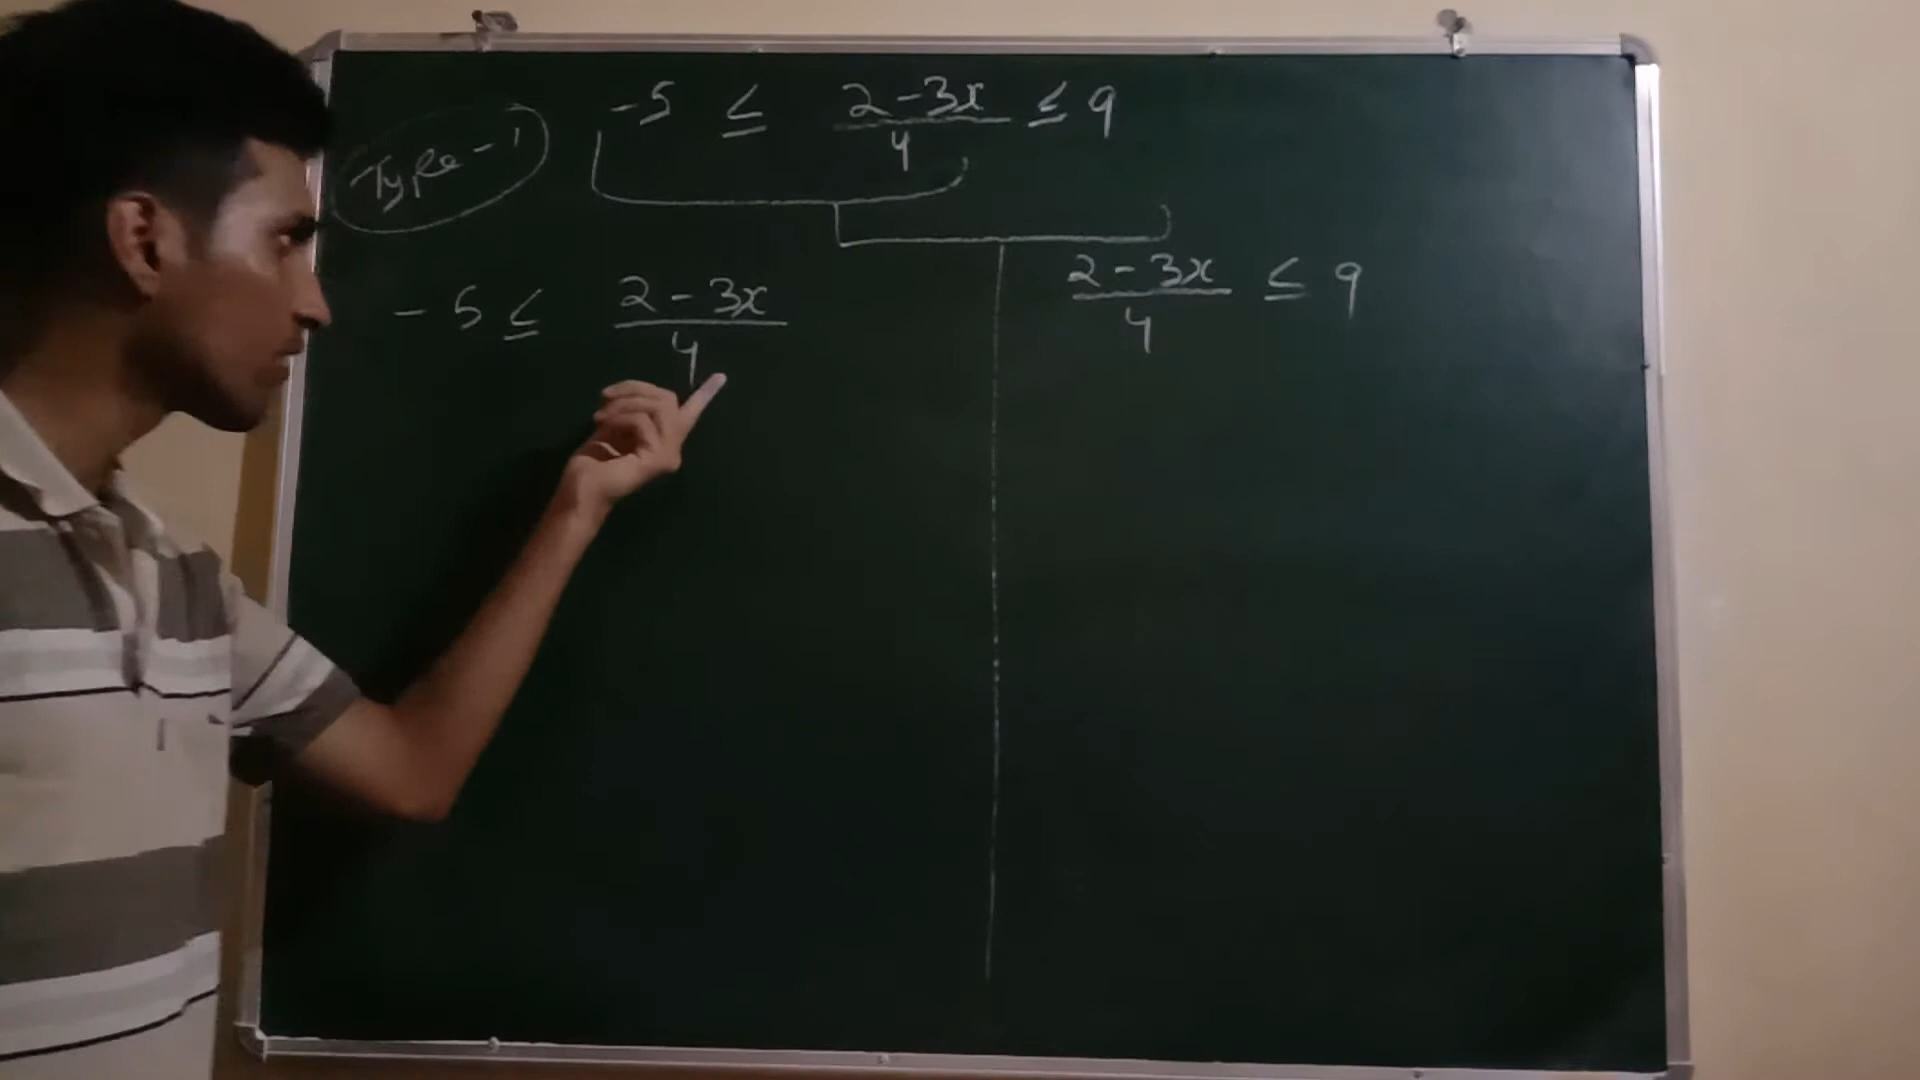 Type-1
-5 ≤ 2-3x/4 ≤ 9
-5 ≤ 2-3x/4
2-3x/4 ≤ 9